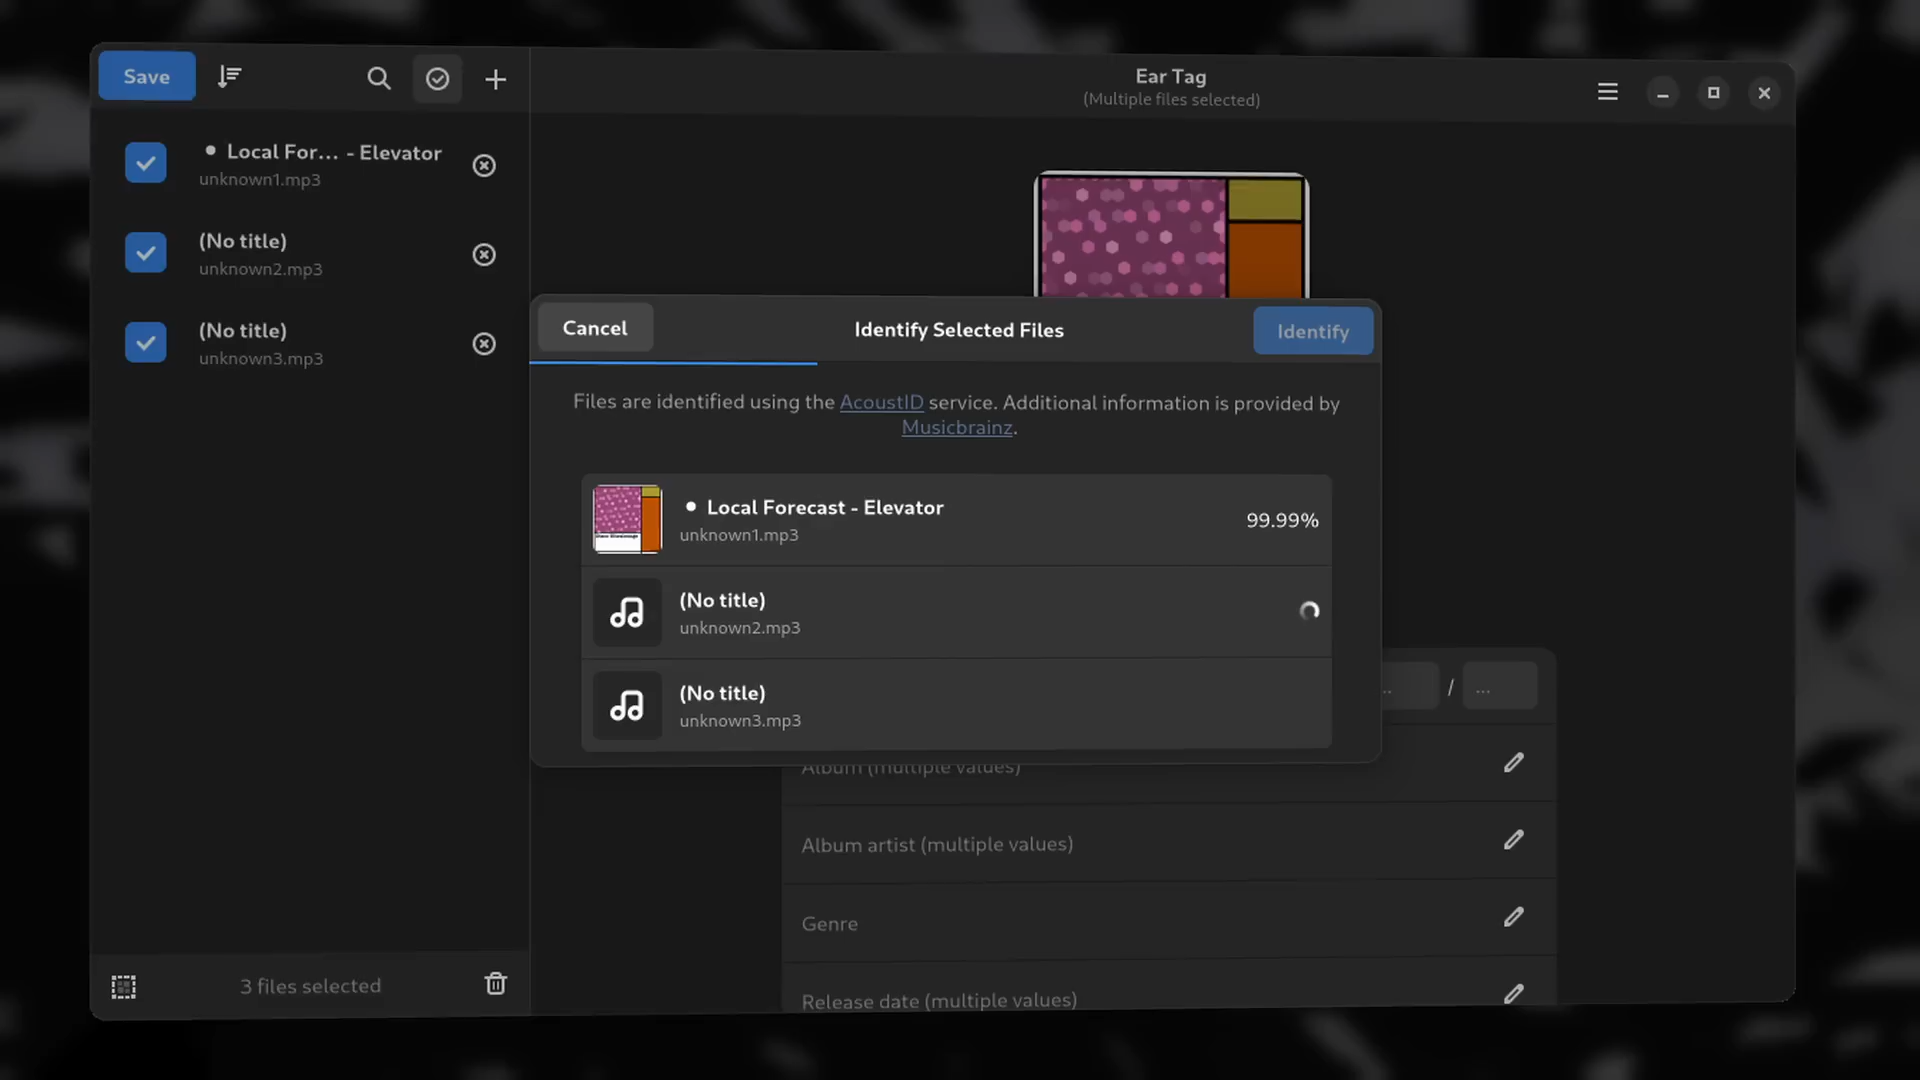 Save
Ear Tag
(Multiple files selected)
• Local For... - Elevator
unknown1.mp3
(No title)
unknown2.mp3
(No title)
unknown3.mp3
3 files selected
Cancel
Identify Selected Files
Identify
Files are identified using the AcoustID service. Additional information is provided by
Musicbrainz.
• Local Forecast - Elevator
unknown1.mp3
99.99%
(No title)
unknown2.mp3
(No title)
unknown3.mp3
/ ...
Album (multiple values)
Album artist (multiple values)
Genre
Release date (multiple values)